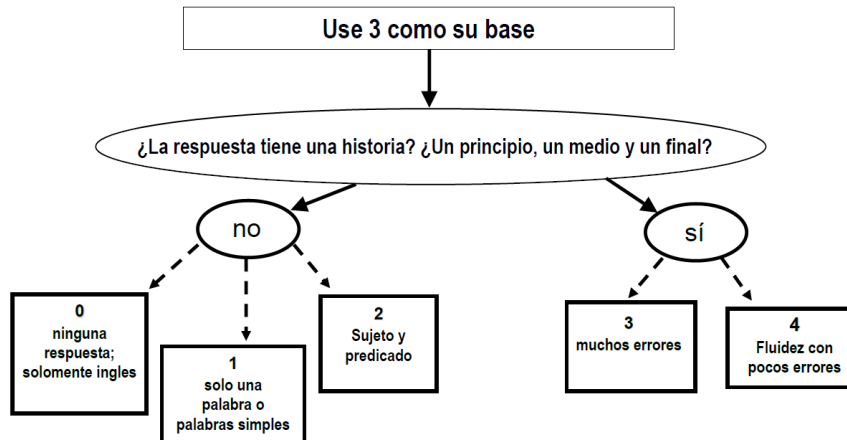 Use 3 como su base
¿La respuesta tiene una historia? ¿Un principio, un medio y un final?
no
sí
0
ninguna
respuesta;
solomente ingles
1
solo una
palabra o
palabras simples
2
Sujeto y
predicado
3
muchos errores
4
Fluidez con
pocos errores